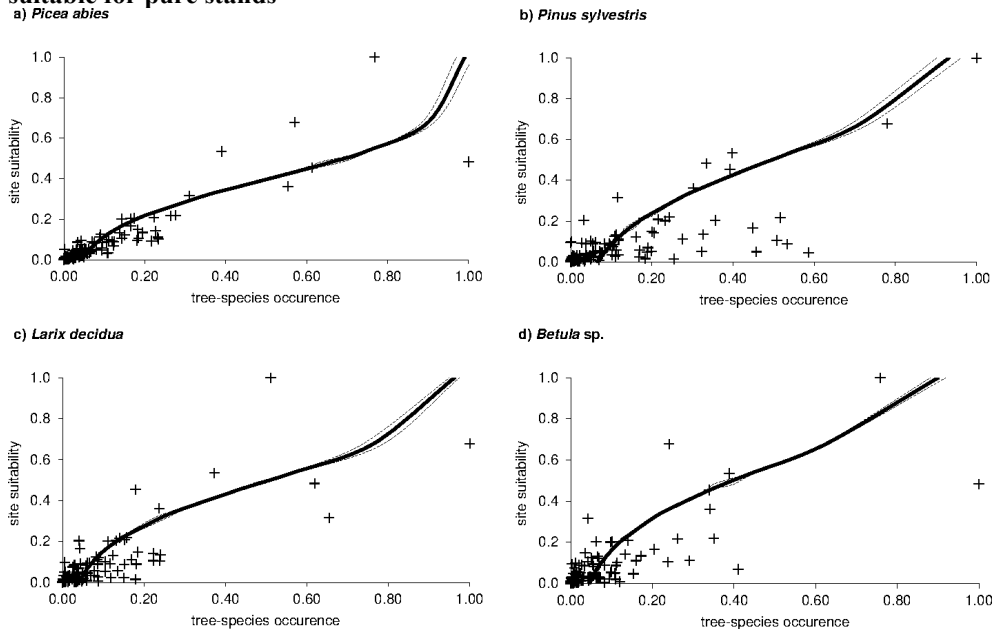 suitable for pure stands
a) Picea abies
1.0
0.8
0.6
0.4
0.2
0.0
site suitability
0.00 0.20 0.40 0.60 0.80 1.00
tree-species occurence
b) Pinus sylvestris
1.0
0.8
0.6
0.4
0.2
0.0
site suitability
0.00 0.20 0.40 0.60 0.80 1.00
tree-species occurence
c) Larix decidua
1.0
0.8
0.6
0.4
0.2
0.0
site suitability
0.00 0.20 0.40 0.60 0.80 1.00
tree-species occurence
d) Betula sp.
1.0
0.8
0.6
0.4
0.2
0.0
site suitability
0.00 0.20 0.40 0.60 0.80 1.00
tree-species occurence